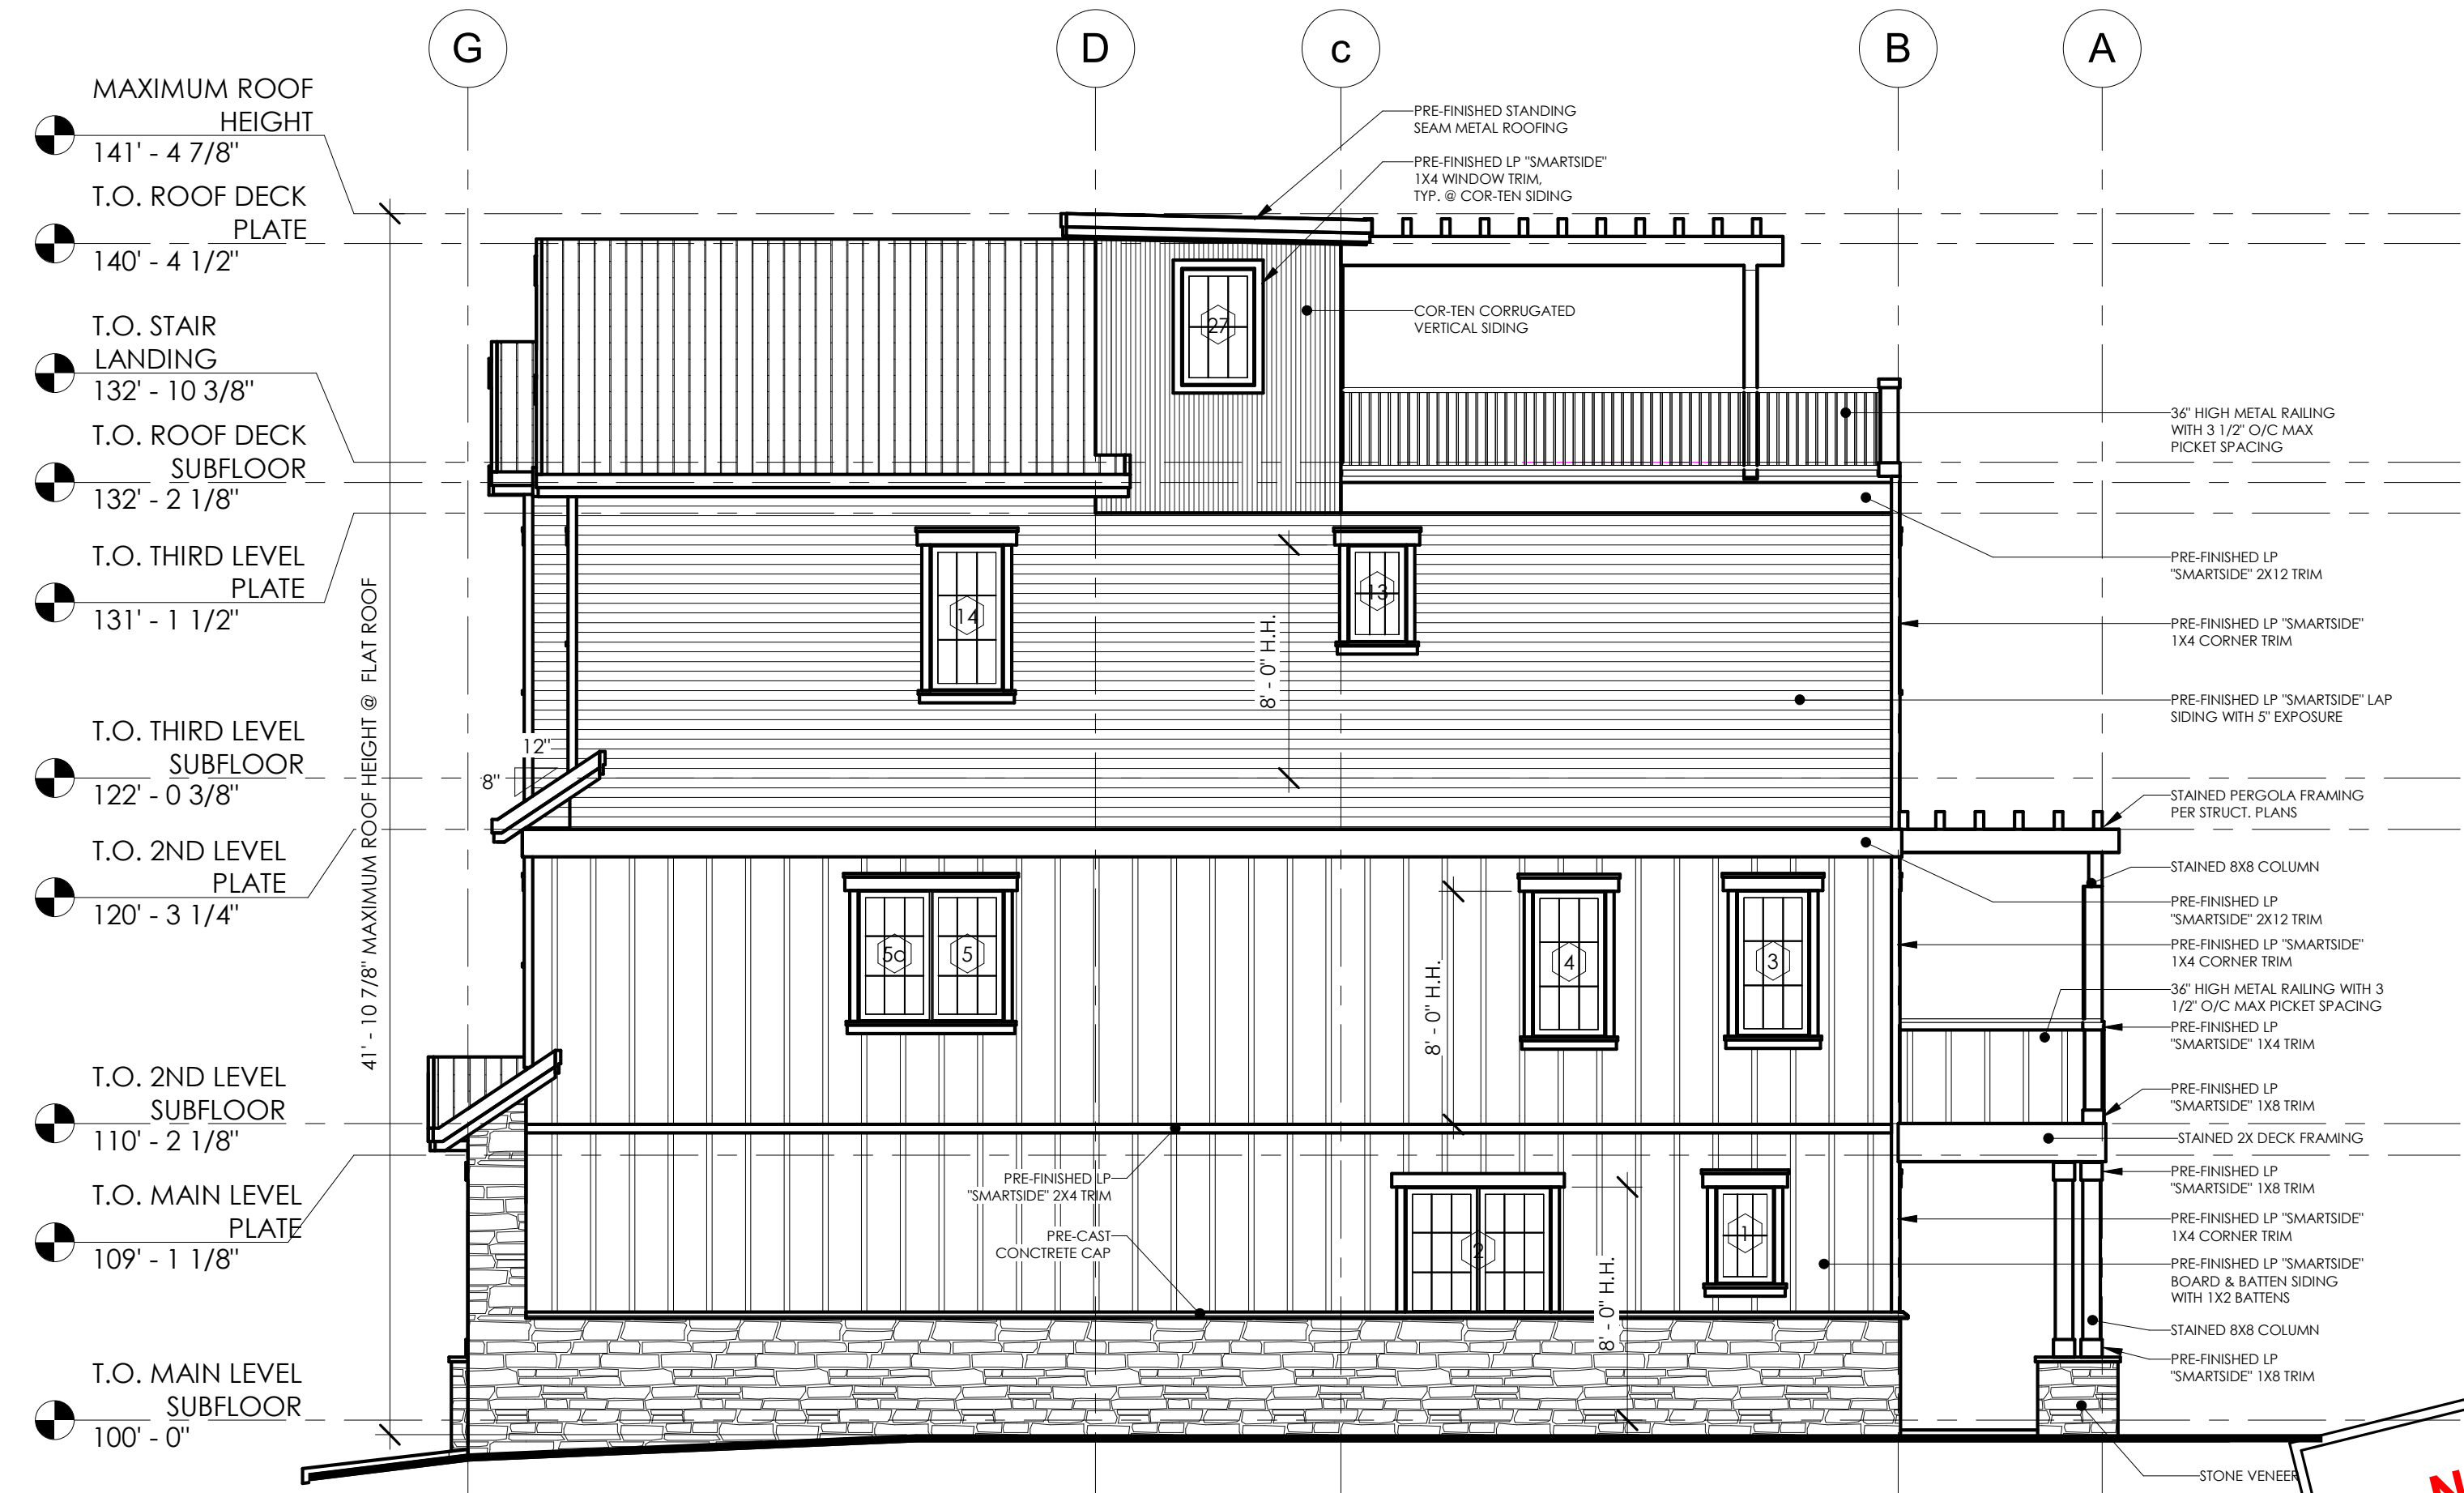 G
D
c
B
A
MAXIMUM ROOF
HEIGHT
141' - 4 7/8"
T.O. ROOF DECK
PLATE
140' - 4 1/2"
T.O. STAIR
LANDING
132' - 10 3/8"
T.O. ROOF DECK
SUBFLOOR
132' - 2 1/8"
T.O. THIRD LEVEL
PLATE
131' - 1 1/2"
T.O. THIRD LEVEL
SUBFLOOR
122' - 0 3/8"
T.O. 2ND LEVEL
PLATE
120' - 3 1/4"
T.O. 2ND LEVEL
SUBFLOOR
110' - 2 1/8"
T.O. MAIN LEVEL
PLATE
109' - 1 1/8"
T.O. MAIN LEVEL
SUBFLOOR
100' - 0"
41' - 10 7/8" MAXIMUM ROOF HEIGHT @ FLAT ROOF
PRE-FINISHED STANDING
SEAM METAL ROOFING
PRE-FINISHED LP "SMARTSIDE"
1X4 WINDOW TRIM,
TYP. @ COR-TEN SIDING
COR-TEN CORRUGATED
VERTICAL SIDING
27
14
13
8' - 0" H.H.
12"
8"
5c
5
4
3
8' - 0" H.H.
PRE-FINISHED LP
"SMARTSIDE" 2X4 TRIM
PRE-CAST
CONCTRETE CAP
2
1
8' - 0" H.H.
36" HIGH METAL RAILING
WITH 3 1/2" O/C MAX
PICKET SPACING
PRE-FINISHED LP
"SMARTSIDE" 2X12 TRIM
PRE-FINISHED LP "SMARTSIDE"
1X4 CORNER TRIM
PRE-FINISHED LP "SMARTSIDE" LAP
SIDING WITH 5" EXPOSURE
STAINED PERGOLA FRAMING
PER STRUCT. PLANS
STAINED 8X8 COLUMN
PRE-FINISHED LP
"SMARTSIDE" 2X12 TRIM
PRE-FINISHED LP "SMARTSIDE"
1X4 CORNER TRIM
36" HIGH METAL RAILING WITH 3
1/2" O/C MAX PICKET SPACING
PRE-FINISHED LP
"SMARTSIDE" 1X4 TRIM
PRE-FINISHED LP
"SMARTSIDE" 1X8 TRIM
STAINED 2X DECK FRAMING
PRE-FINISHED LP
"SMARTSIDE" 1X8 TRIM
PRE-FINISHED LP "SMARTSIDE"
1X4 CORNER TRIM
PRE-FINISHED LP "SMARTSIDE"
BOARD & BATTEN SIDING
WITH 1X2 BATTENS
STAINED 8X8 COLUMN
PRE-FINISHED LP
"SMARTSIDE" 1X8 TRIM
STONE VENEER